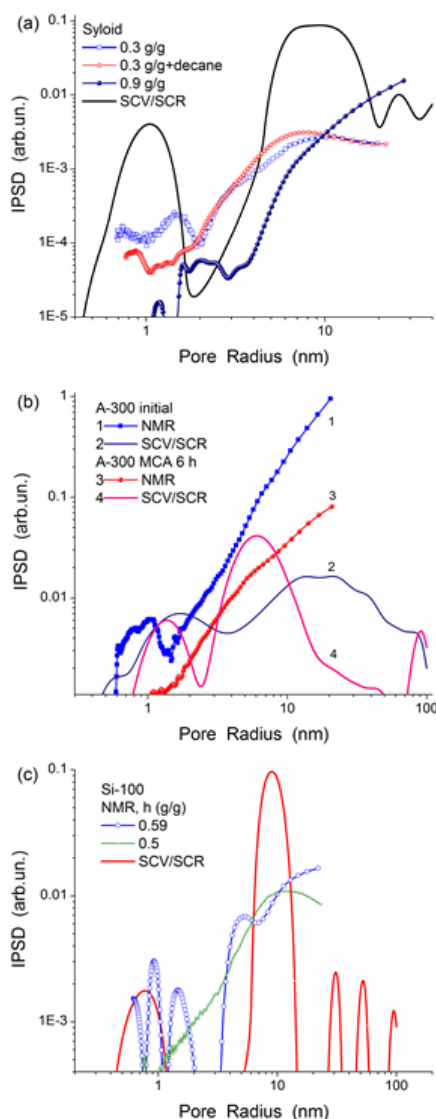 (a)
0.1
Syloid
0.3 g/g
0.3 g/g+decane
0.9 g/g
SCV/SCR
0.01
1E-3
1E-4
1E-5
IPSD (arb.un.)
1
10
Pore Radius (nm)
(b)
1
A-300 initial
1 NMR
2 SCV/SCR
A-300 MCA 6 h
3 NMR
4 SCV/SCR
1
3
2
4
0.1
0.01
IPSD (arb.un.)
1
10
100
Pore Radius (nm)
(c)
0.1
Si-100
NMR, h (g/g)
0.59
0.5
SCV/SCR
0.01
1E-3
IPSD (arb.un.)
1
10
100
Pore Radius (nm)